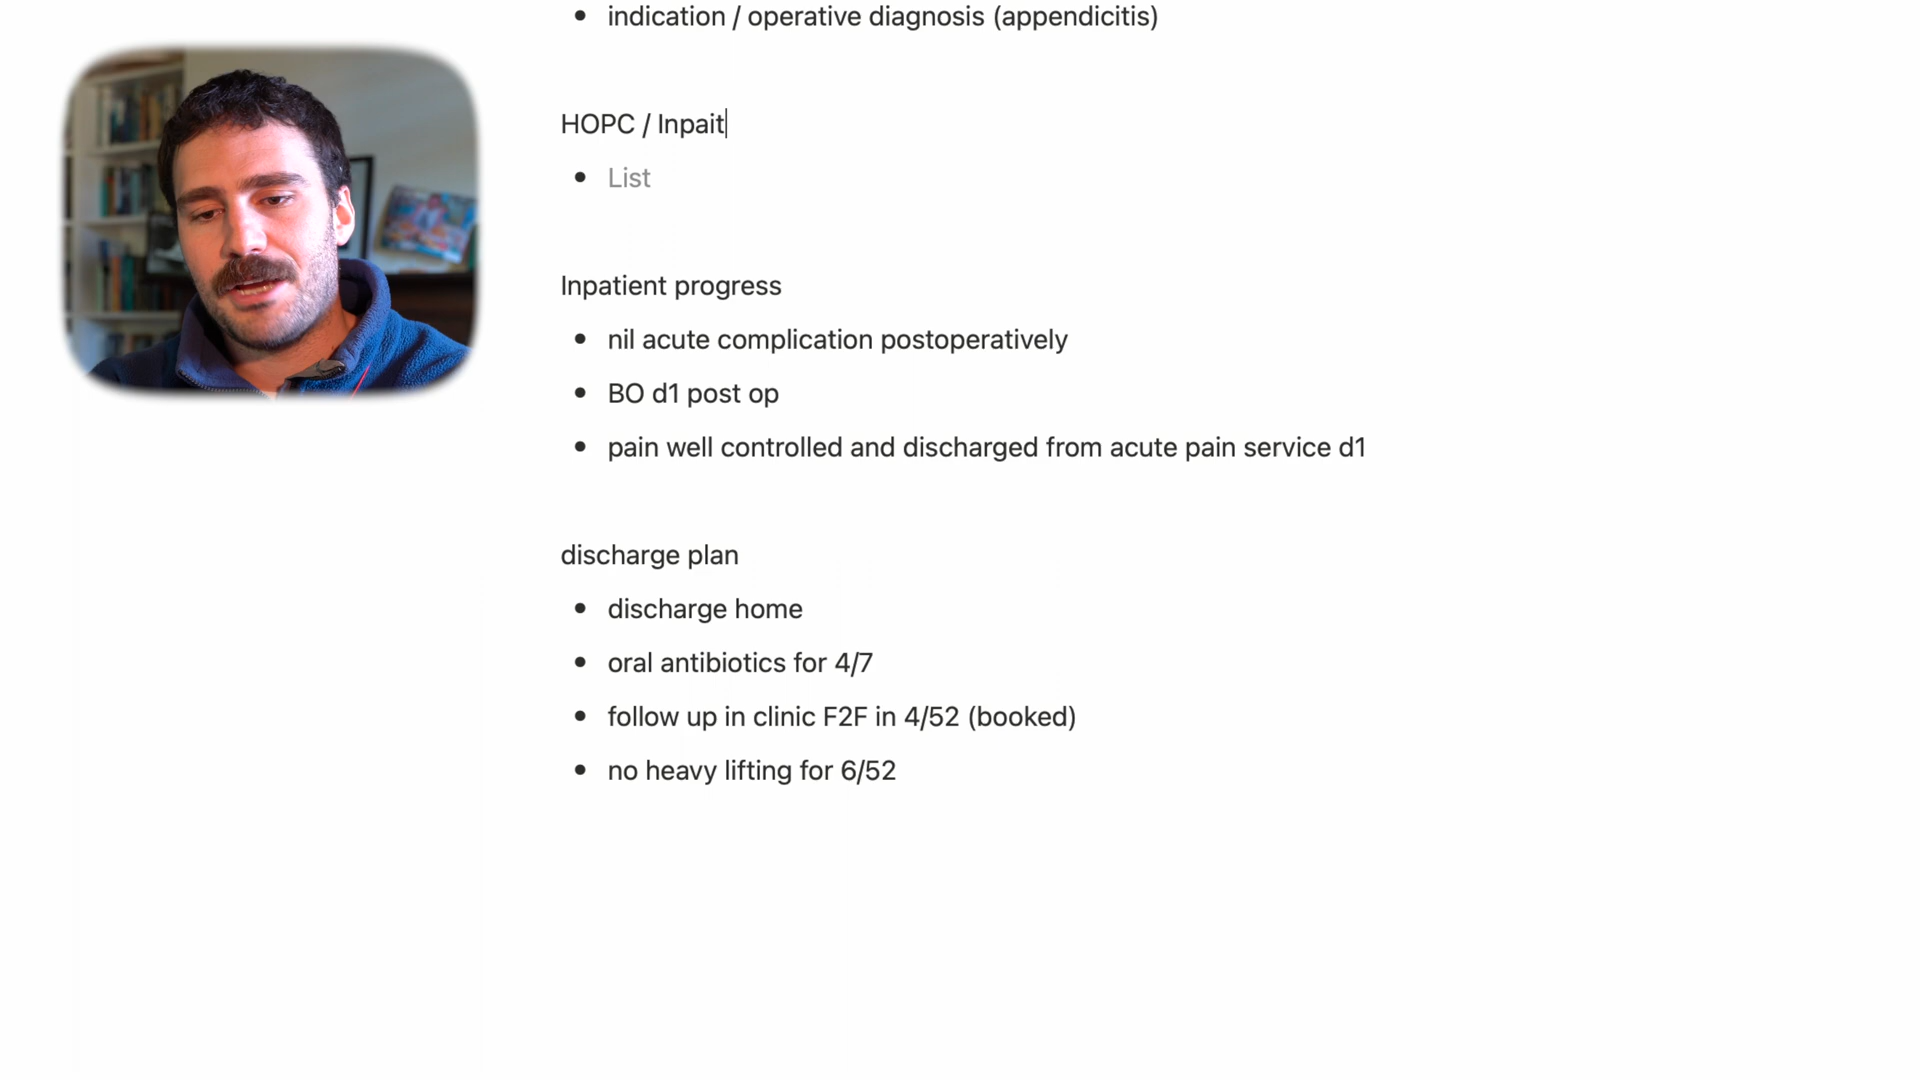 • indication / operative diagnosis (appendicitis)
HOPC / Inpait
• List
Inpatient progress
• nil acute complication postoperatively
• BO d1 post op
• pain well controlled and discharged from acute pain service d1
discharge plan
• discharge home
• oral antibiotics for 4/7
• follow up in clinic F2F in 4/52 (booked)
• no heavy lifting for 6/52